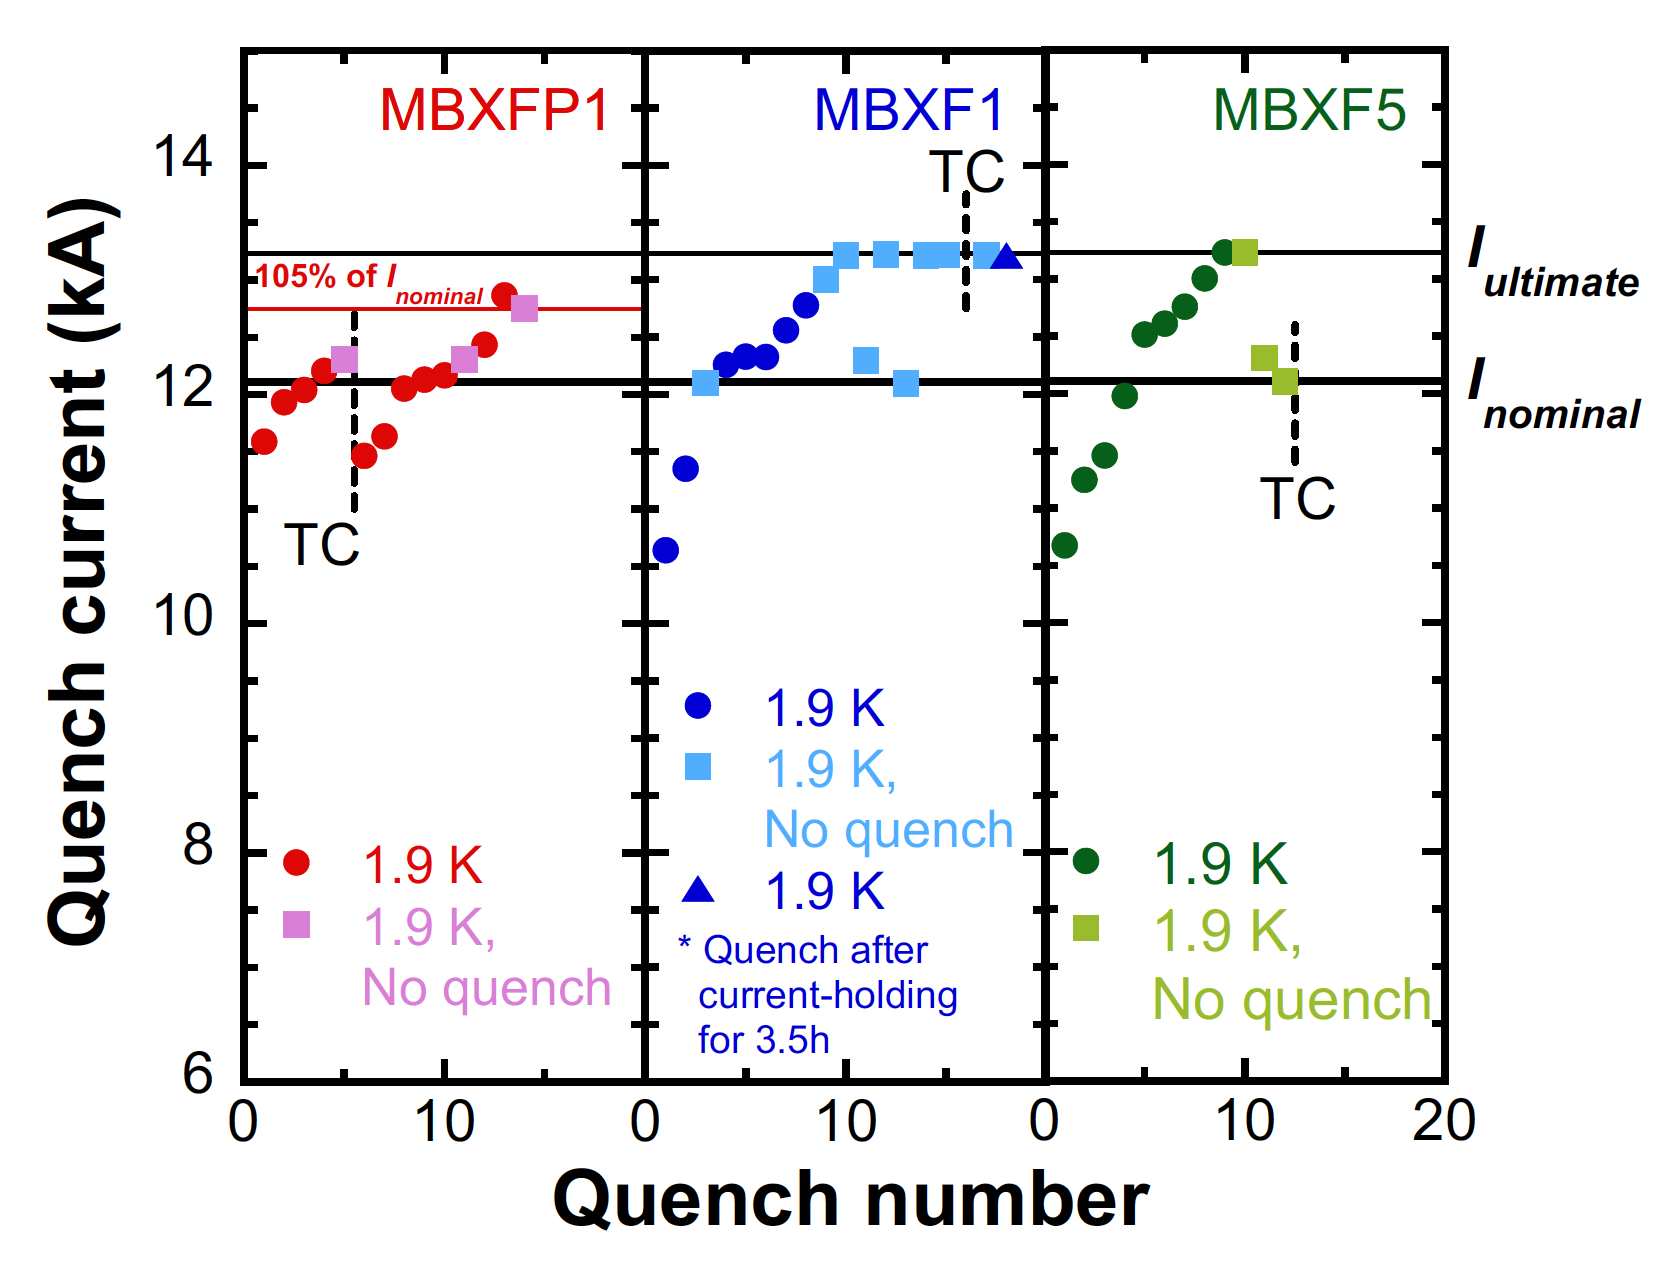 Quench current (kA)
14
12
10
8
6
MBXFP1
105% of I nominal
TC
1.9 K
1.9 K,
No quench
MBXF1
TC
1.9 K
1.9 K,
No quench
1.9 K
* Quench after
current-holding
for 3.5h
MBXF5
TC
1.9 K
1.9 K,
No quench
I ultimate
I nominal
0 10 0 10 0 10 20
Quench number